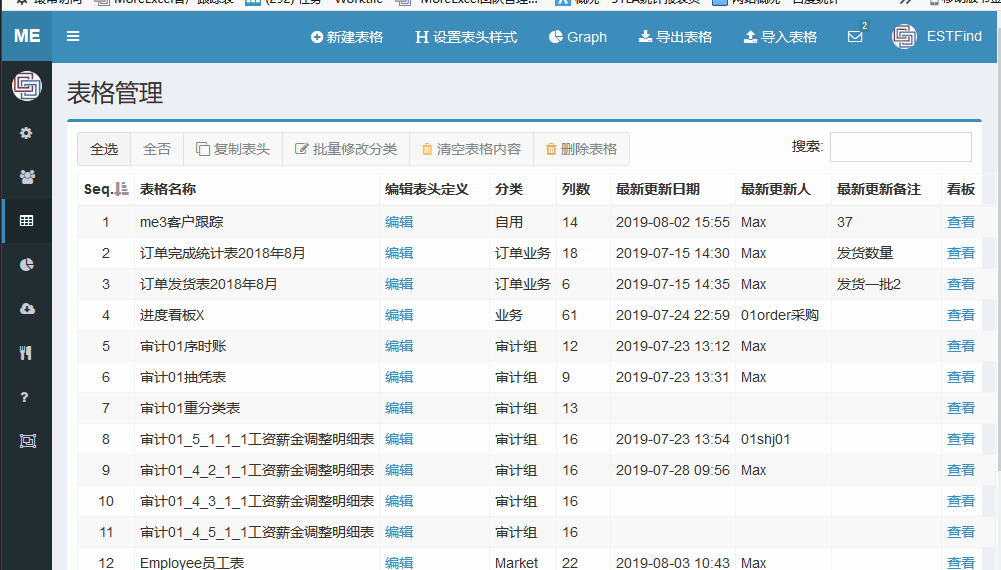 ME
新建表格 H 设置表头样式 Graph 导出表格 导入表格 2 ESTFind
表格管理
全选 全否 复制表头 批量修改分类 清空表格内容 删除表格 搜索:
Seq. 表格名称 编辑表头定义 分类 列数 最新更新日期 最新更新人 最新更新备注 看板
1 me3客户跟踪 编辑 自用 14 2019-08-02 15:55 Max 37 查看
2 订单完成统计表2018年8月 编辑 订单业务 18 2019-07-15 14:30 Max 发货数量 查看
3 订单发货表2018年8月 编辑 订单业务 6 2019-07-15 14:35 Max 发货一批2 查看
4 进度看板X 编辑 业务 61 2019-07-24 22:59 01order采购 查看
5 审计01序时账 编辑 审计组 12 2019-07-23 13:12 Max 查看
6 审计01抽凭表 编辑 审计组 9 2019-07-23 13:31 Max 查看
7 审计01重分类表 编辑 审计组 13 查看
8 审计01_5_1_1_1工资薪金调整明细表 编辑 审计组 16 2019-07-23 13:54 01shj01 查看
9 审计01_4_2_1_1工资薪金调整明细表 编辑 审计组 16 2019-07-28 09:56 Max 查看
10 审计01_4_3_1_1工资薪金调整明细表 编辑 审计组 16 查看
11 审计01_4_5_1_1工资薪金调整明细表 编辑 审计组 16 查看
12 Employee员工表 编辑 Market 22 2019-08-03 10:43 Max 查看